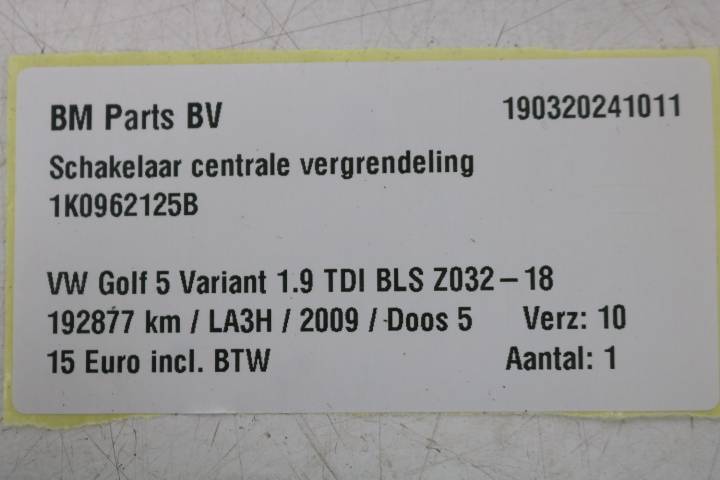 BM Parts BV 190320241011
Schakelaar centrale vergrendeling
1K0962125B
VW Golf 5 Variant 1.9 TDI BLS Z032 – 18
192877 km / LA3H / 2009 / Doos 5 Verz: 10
15 Euro incl. BTW Aantal: 1